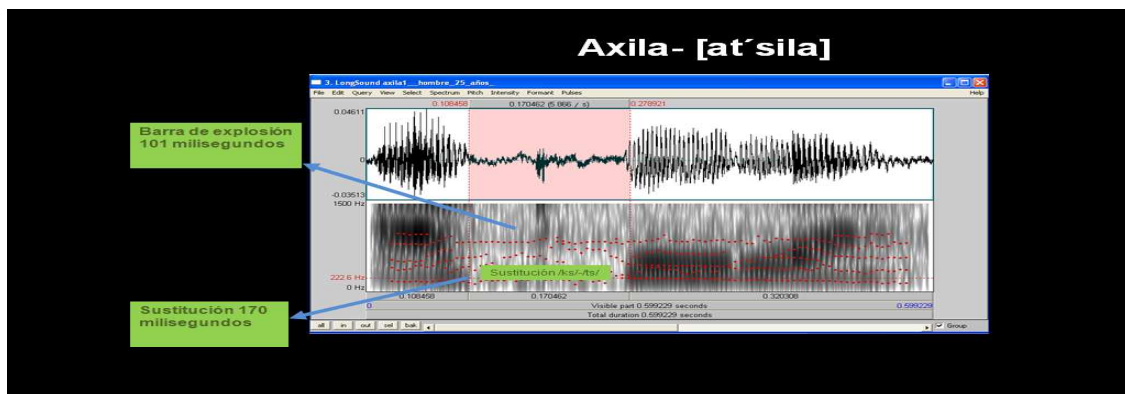 Axila- [at´sila]
3. LongSound axila1__hombre_25_años_
File Edit Query View Select Spectrum Pitch Intensity Formant Pulses Help
0.108458 0.170462 (5.866 / s) 0.278921
0.04611
Barra de explosión
101 milisegundos
0
-0.03513
1500 Hz
Sustitución /ks/-/ts/
222.6 Hz
0 Hz
0.108458 0.170462 0.320308
Sustitución 170
milisegundos
0 Visible part 0.599229 seconds 0.599229
Total duration 0.599229 seconds
all in out sel bak Group